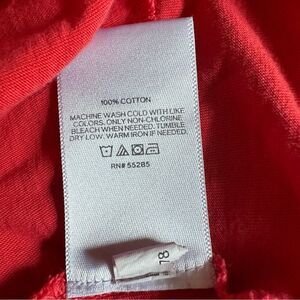 100% COTTON
MACHINE WASH COLD WITH LIKE
COLORS. ONLY NON-CHLORINE
BLEACH WHEN NEEDED. TUMBLE
DRY LOW. WARM IRON IF NEEDED.
RN# 55285